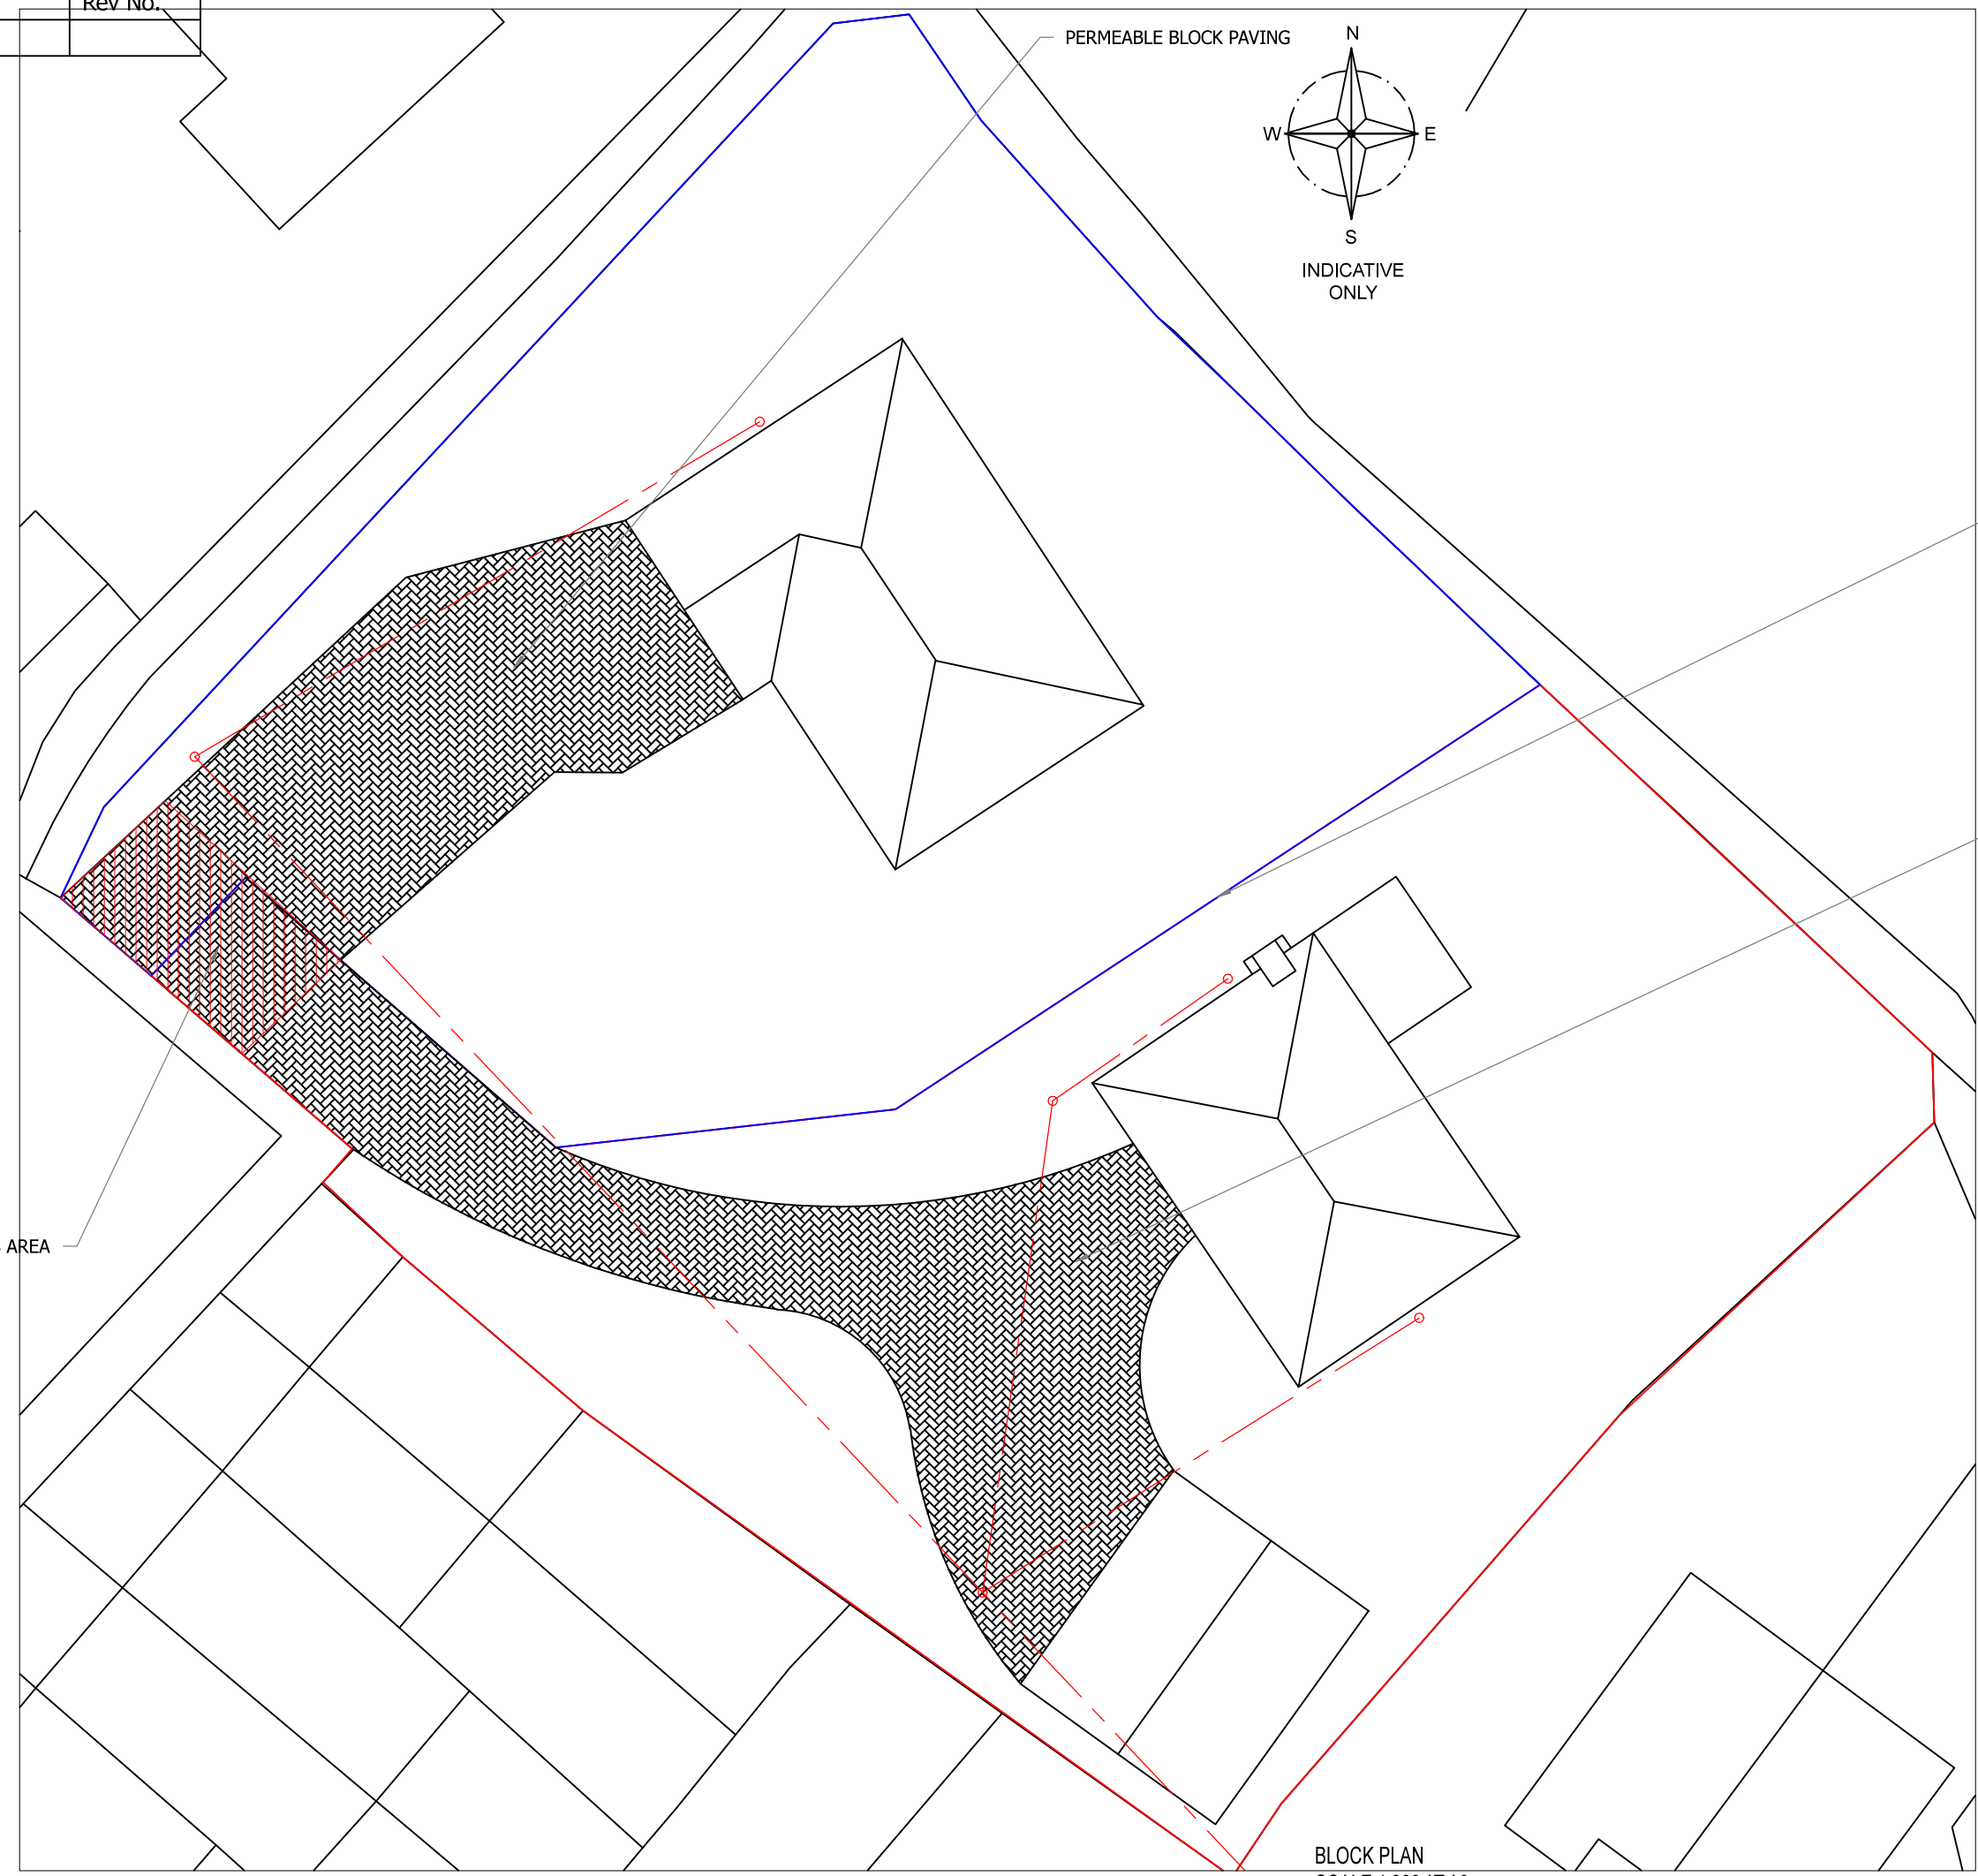 Rev No.
PERMEABLE BLOCK PAVING
N
W
E
S
INDICATIVE
ONLY
AREA
BLOCK PLAN